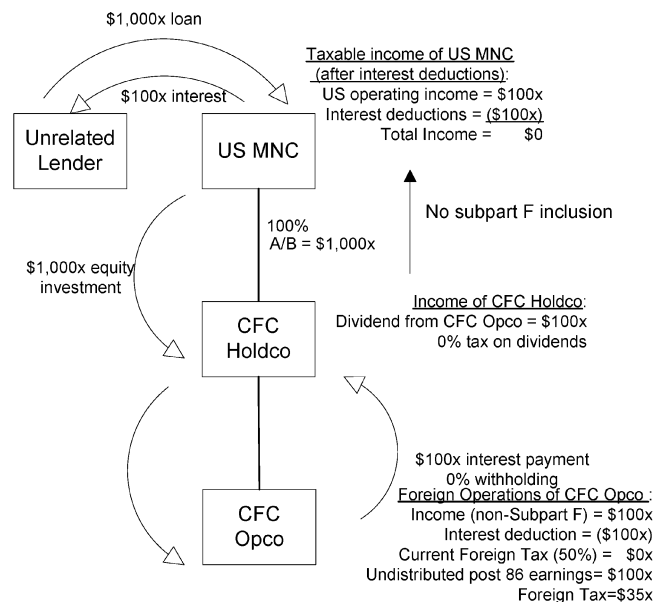 $1,000x loan
$100x interest
Unrelated
Lender
US MNC
Taxable income of US MNC
(after interest deductions):
US operating income = $100x
Interest deductions = ($100x)
Total Income = $0
100%
A/B = $1,000x
No subpart F inclusion
$1,000x equity
investment
CFC
Holdco
Income of CFC Holdco:
Dividend from CFC Opco = $100x
0% tax on dividends
$100x interest payment
0% withholding
CFC
Opco
Foreign Operations of CFC Opco :
Income (non-Subpart F) = $100x
Interest deduction = ($100x)
Current Foreign Tax (50%) = $0x
Undistributed post 86 earnings= $100x
Foreign Tax=$35x